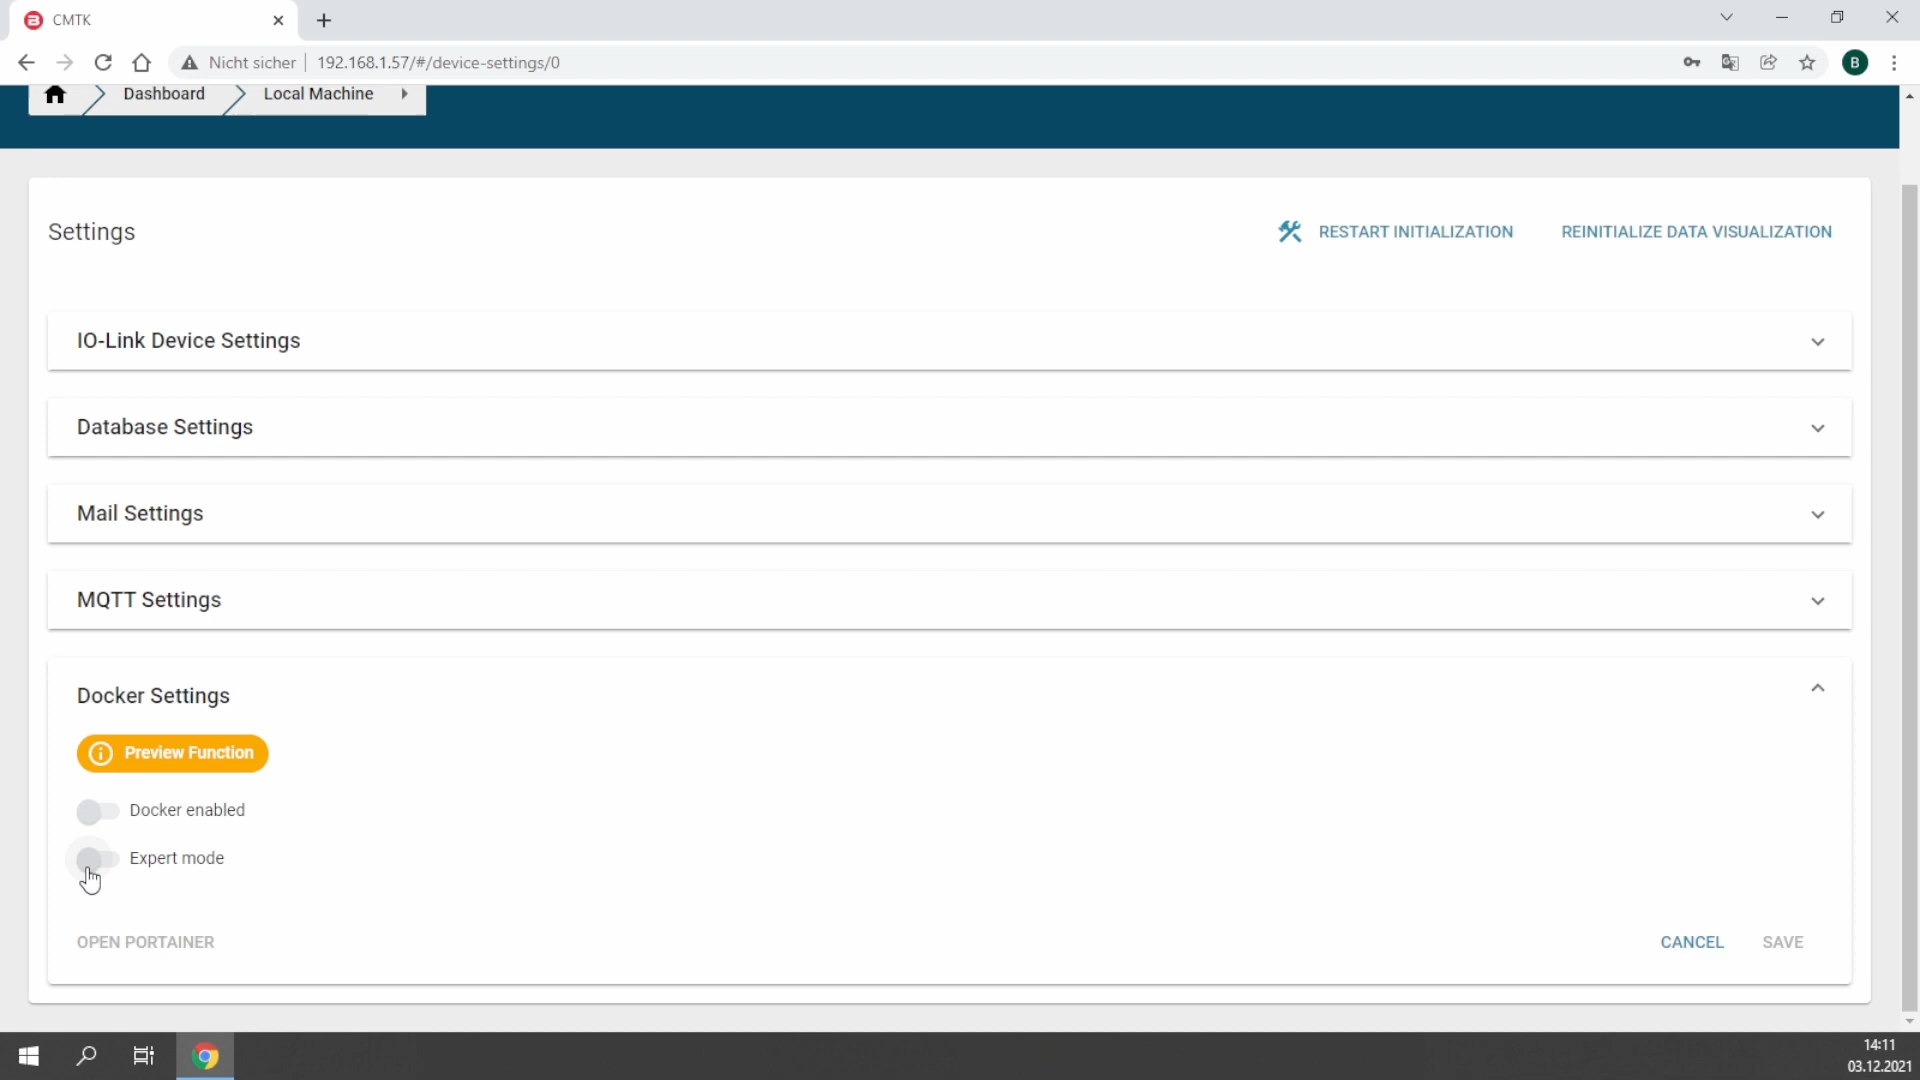 CMTK
Nicht sicher 192.168.1.57/#/device-settings/0
B
Dashboard
Local Machine
Settings
RESTART INITIALIZATION
REINITIALIZE DATA VISUALIZATION
IO-Link Device Settings
Database Settings
Mail Settings
MQTT Settings
Docker Settings
Preview Function
Docker enabled
Expert mode
OPEN PORTAINER
CANCEL
SAVE
14:11
03.12.2021